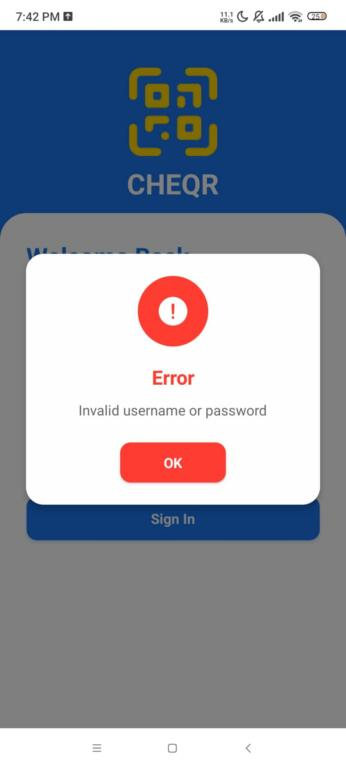 7:42 PM
11.1
KB/s
25
CHEQR
Welcome Back
Error
Invalid username or password
OK
Sign In